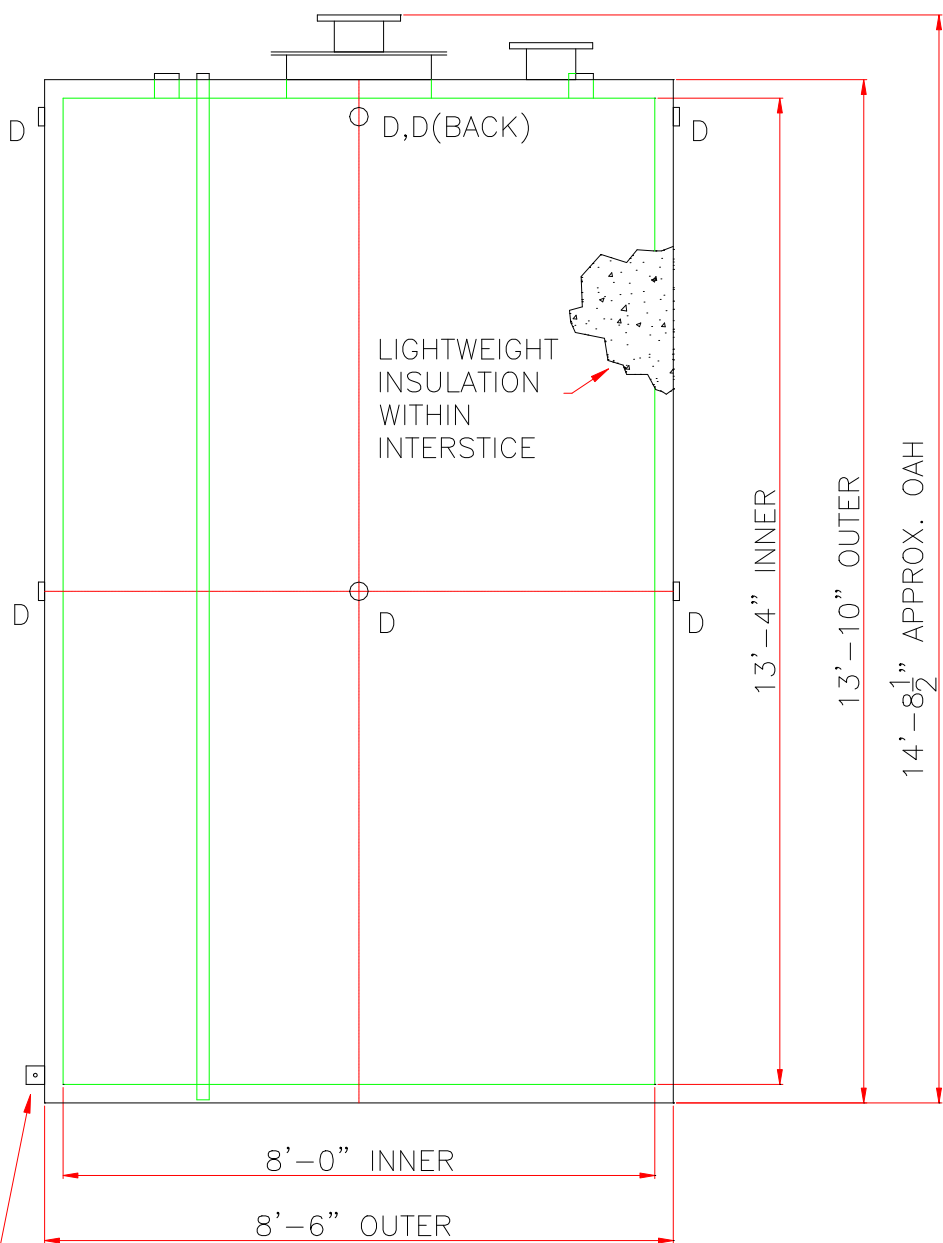 D
D,D(BACK)
D
LIGHTWEIGHT
INSULATION
WITHIN
INTERSTICE
D
D
D
13'-4" INNER
13'-10" OUTER
14'-8½" APPROX. OAH
8'-0" INNER
8'-6" OUTER